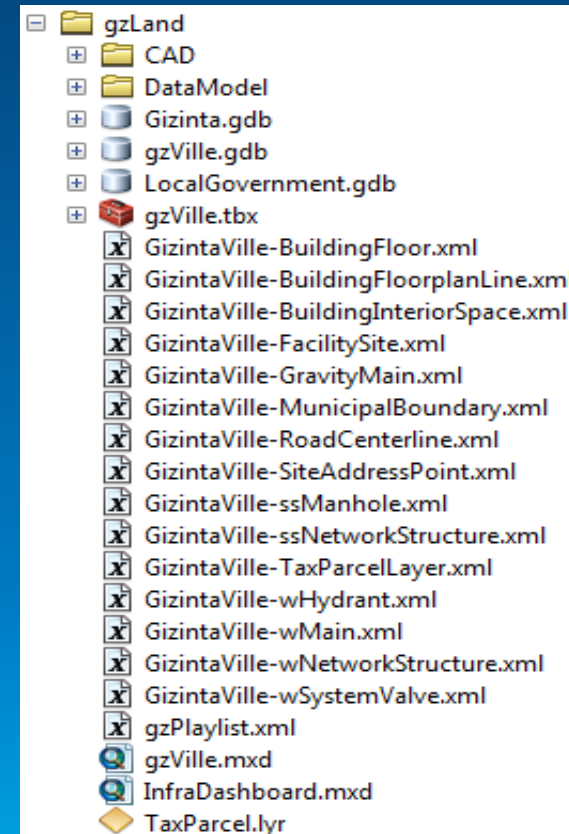 gzLand
CAD
DataModel
Gizinta.gdb
gzVille.gdb
LocalGovernment.gdb
gzVille.tbx
GizintaVille-BuildingFloor.xml
GizintaVille-BuildingFloorplanLine.xm
GizintaVille-BuildingInteriorSpace.xml
GizintaVille-FacilitySite.xml
GizintaVille-GravityMain.xml
GizintaVille-MunicipalBoundary.xml
GizintaVille-RoadCenterline.xml
GizintaVille-SiteAddressPoint.xml
GizintaVille-ssManhole.xml
GizintaVille-ssNetworkStructure.xml
GizintaVille-TaxParcelLayer.xml
GizintaVille-wHydrant.xml
GizintaVille-wMain.xml
GizintaVille-wNetworkStructure.xml
GizintaVille-wSystemValve.xml
gzPlaylist.xml
gzVille.mxd
InfraDashboard.mxd
TaxParcel.lyr